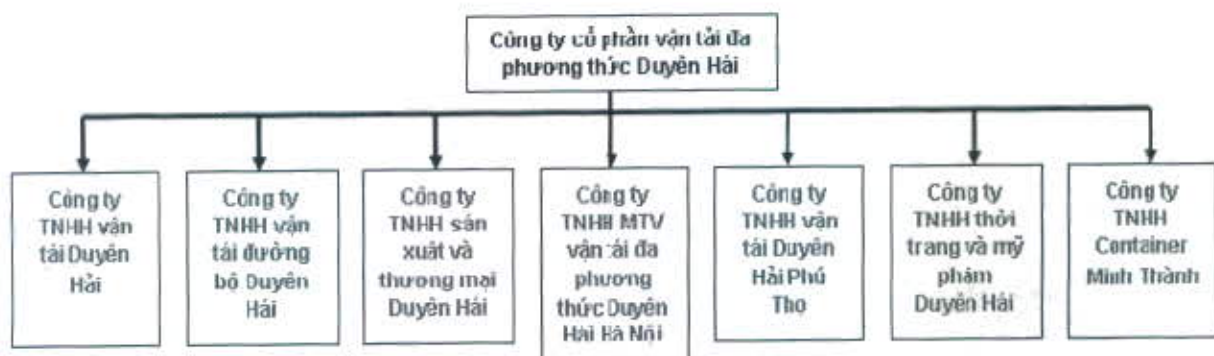 Công ty cổ phần vận tải đa
phương thức Duyên Hải
Công ty
TNHH vận
tải Duyên
Hải
Công ty
TNHH vận
tải đường
bộ Duyên
Hải
Công ty
TNHH sản
xuất và
thương mại
Duyên Hải
Công ty
TNHH MTV
vận tải đa
phương
thức Duyên
Hải Hà Nội
Công ty
TNHH vận
tải Duyên
Hải Phú
Thọ
Công ty
TNHH thời
trang và mỹ
phẩm
Duyên Hải
Công ty
TNHH
Container
Minh Thành